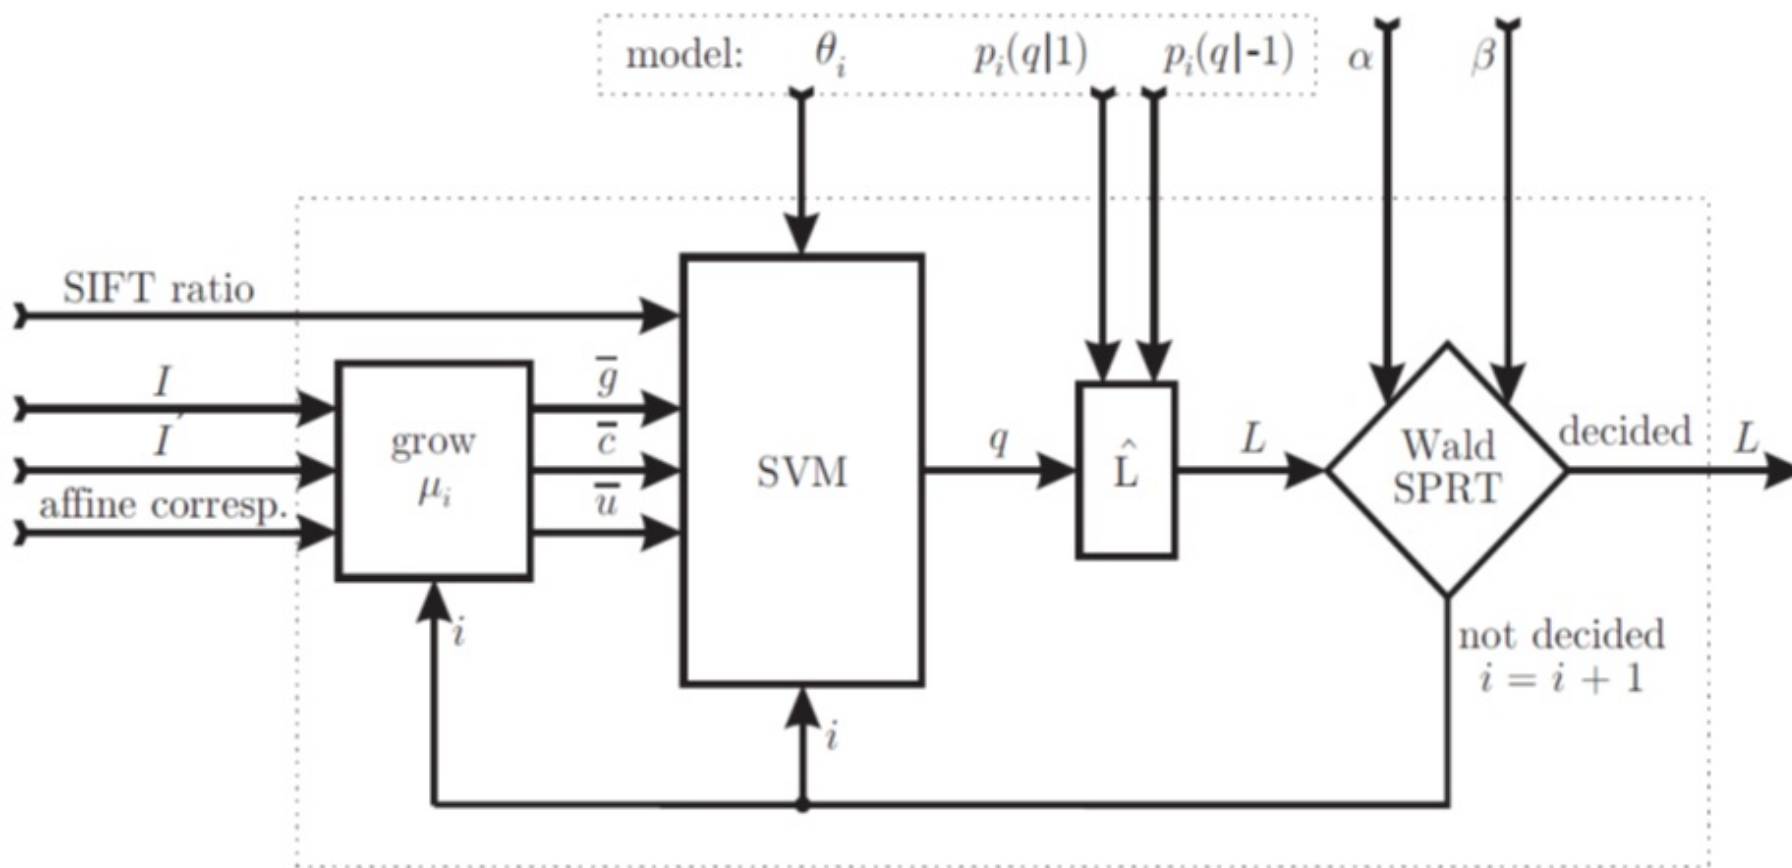 model: θᵢ pᵢ(q|1) pᵢ(q|-1) α β
SIFT ratio
I
I′
affine corresp.
grow
μᵢ
g̅
c̅
u̅
SVM
q
L̂
L
Wald
SPRT
decided L
not decided
i = i + 1
i
i